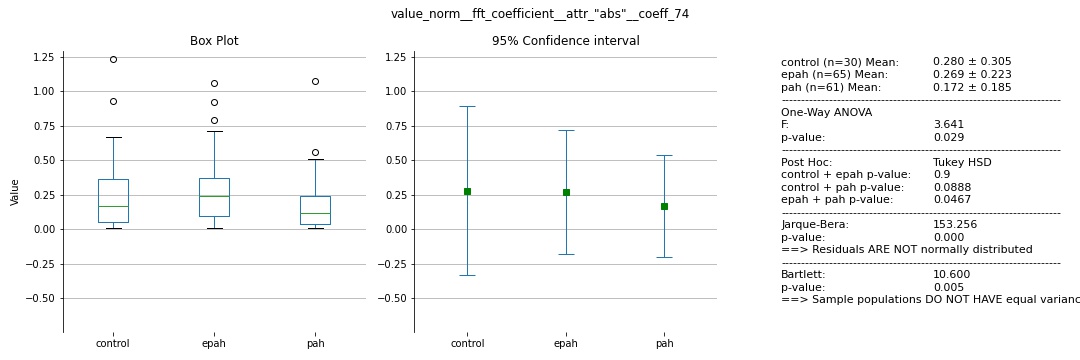 value_norm__fft_coefficient__attr_"abs"__coeff_74
Box Plot
1.25
1.00
0.75
0.50
0.25
0.00
−0.25
−0.50
Value
control
epah
pah
95% Confidence interval
1.25
1.00
0.75
0.50
0.25
0.00
−0.25
−0.50
control
epah
pah
control (n=30) Mean: 0.280 ± 0.305
epah (n=65) Mean: 0.269 ± 0.223
pah (n=61) Mean: 0.172 ± 0.185
One-Way ANOVA
F: 3.641
p-value: 0.029
Post Hoc: Tukey HSD
control + epah p-value: 0.9
control + pah p-value: 0.0888
epah + pah p-value: 0.0467
Jarque-Bera: 153.256
p-value: 0.000
==> Residuals ARE NOT normally distributed
Bartlett: 10.600
p-value: 0.005
==> Sample populations DO NOT HAVE equal varianc